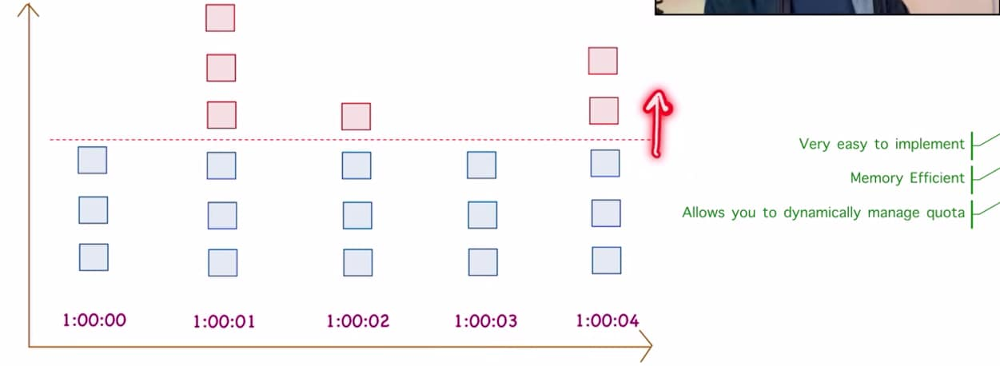 Very easy to implement
Memory Efficient
Allows you to dynamically manage quota
1:00:00 1:00:01 1:00:02 1:00:03 1:00:04